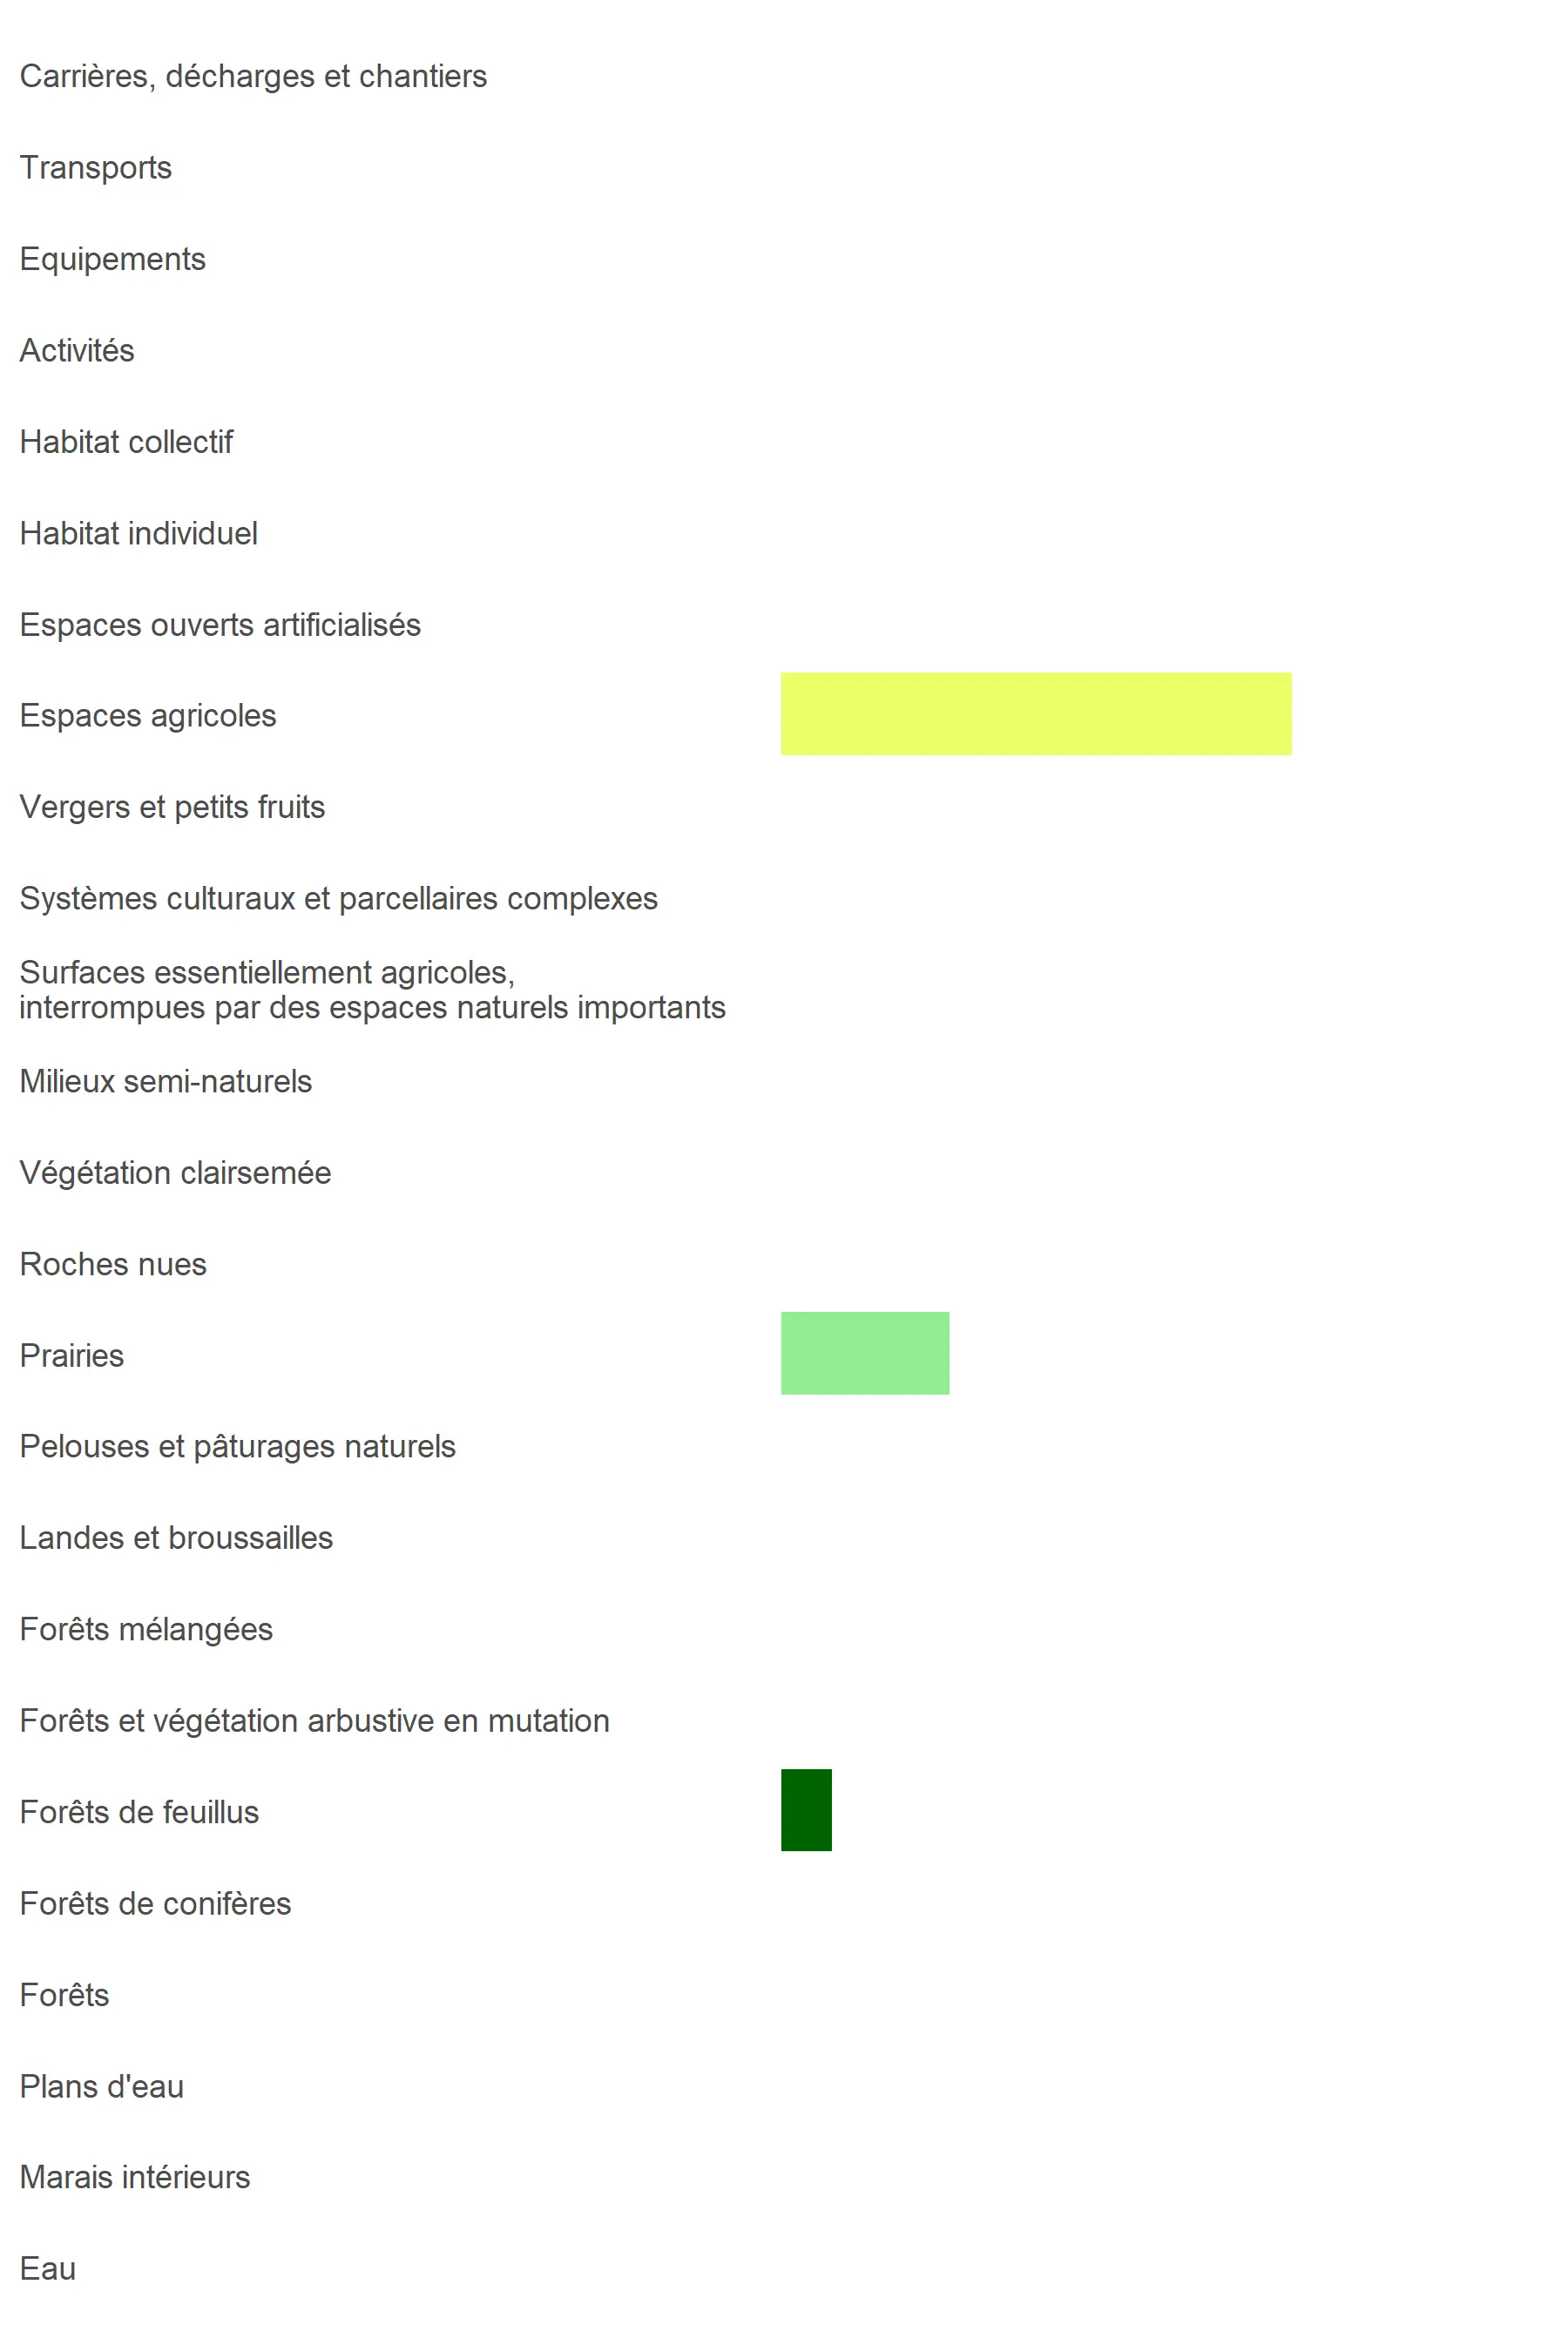 Carrières, décharges et chantiers
Transports
Equipements
Activités
Habitat collectif
Habitat individuel
Espaces ouverts artificialisés
Espaces agricoles
Vergers et petits fruits
Systèmes culturaux et parcellaires complexes
Surfaces essentiellement agricoles,
interrompues par des espaces naturels importants
Milieux semi-naturels
Végétation clairsemée
Roches nues
Prairies
Pelouses et pâturages naturels
Landes et broussailles
Forêts mélangées
Forêts et végétation arbustive en mutation
Forêts de feuillus
Forêts de conifères
Forêts
Plans d'eau
Marais intérieurs
Eau